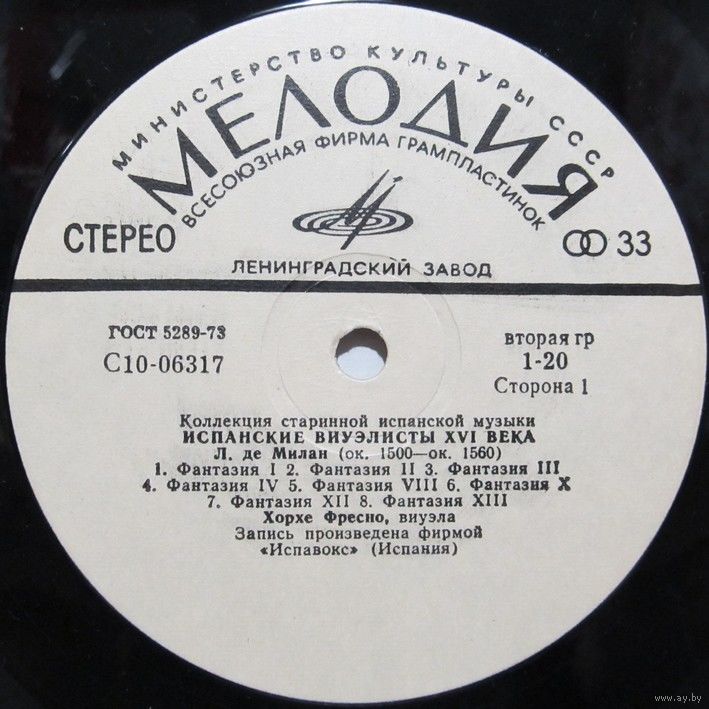 МИНИСТЕРСТВО КУЛЬТУРЫ СССР
МЕЛОДИЯ
ВСЕСОЮЗНАЯ ФИРМА ГРАМПЛАСТИНОК
СТЕРЕО
33
ЛЕНИНГРАДСКИЙ ЗАВОД
ГОСТ 5289-73
С10-06317
вторая гр
1-20
Сторона 1
Коллекция старинной испанской музыки
ИСПАНСКИЕ ВИУЭЛИСТЫ XVI ВЕКА
Л. де Милан (ок. 1500—ок. 1560)
1. Фантазия I 2. Фантазия II 3. Фантазия III
4. Фантазия IV 5. Фантазия VIII 6. Фантазия X
7. Фантазия XII 8. Фантазия XIII
Хорхе Фресно, виуэла
Запись произведена фирмой
«Испавокс» (Испания)
www.ay.by